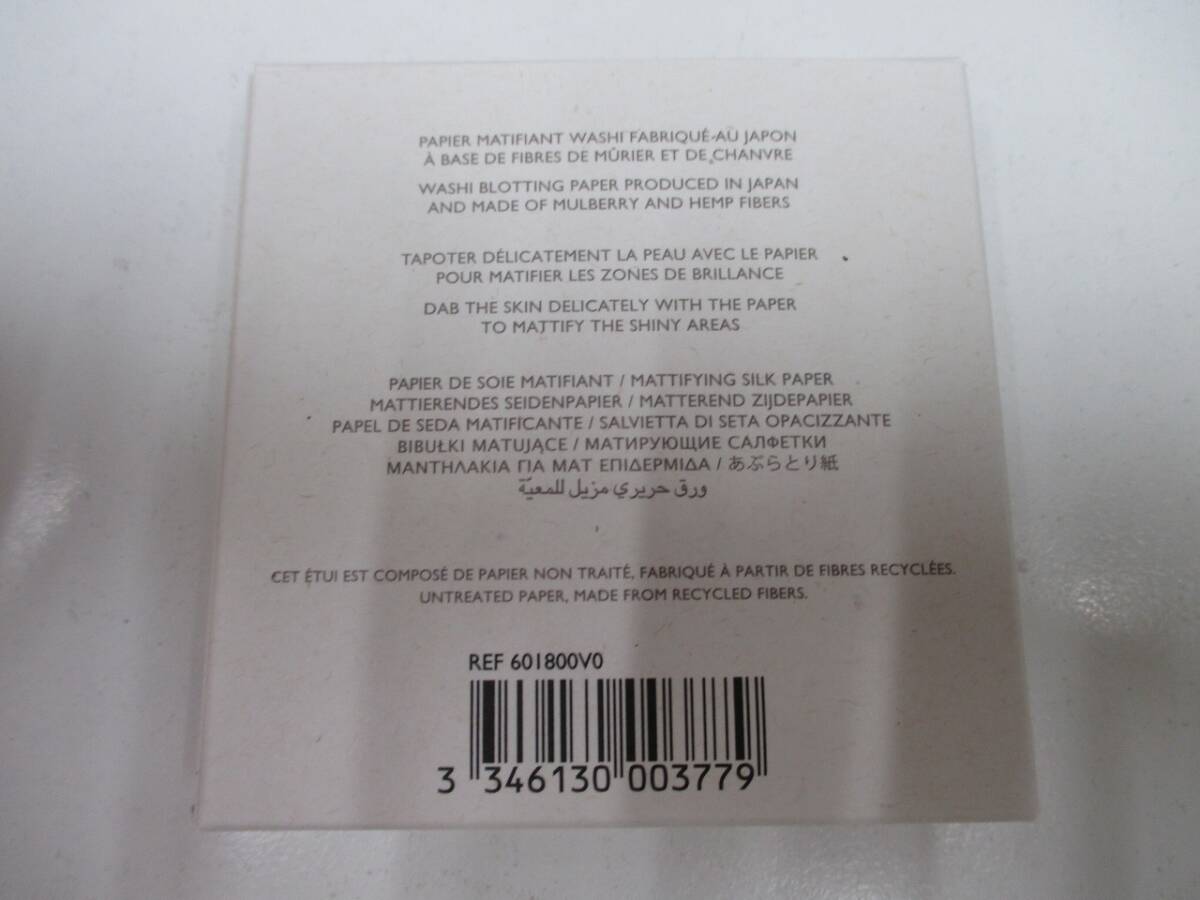 PAPIER MATIFIANT WASHI FABRIQUÉ AU JAPON
À BASE DE FIBRES DE MÛRIER ET DE CHANVRE
WASHI BLOTTING PAPER PRODUCED IN JAPAN
AND MADE OF MULBERRY AND HEMP FIBERS
TAPOTER DÉLICATEMENT LA PEAU AVEC LE PAPIER
POUR MATIFIER LES ZONES DE BRILLANCE
DAB THE SKIN DELICATELY WITH THE PAPER
TO MATTIFY THE SHINY AREAS
PAPIER DE SOIE MATIFIANT / MATTIFYING SILK PAPER
MATTIERENDES SEIDENPAPIER / MATTEREND ZIJDEPAPIER
PAPEL DE SEDA MATIFICANTE / SALVIETTA DI SETA OPACIZZANTE
BIBUŁKI MATUJĄCE / МАТИРУЮЩИЕ САЛФЕТКИ
ΜΑΝΤΗΛΑΚΙΑ ΓΙΑ ΜΑΤ ΕΠΙΔΕΡΜΙΔΑ / あぶらとり紙
ورق حريري مزيل للمعيّة
CET ÉTUI EST COMPOSÉ DE PAPIER NON TRAITÉ, FABRIQUÉ À PARTIR DE FIBRES RECYCLÉES.
UNTREATED PAPER, MADE FROM RECYCLED FIBERS.
REF 601800V0
3 346130 003779